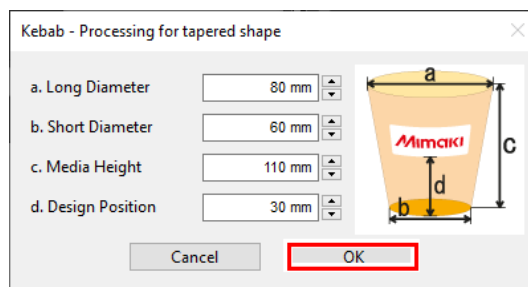 Kebab - Processing for tapered shape
a. Long Diameter 80 mm
b. Short Diameter 60 mm
c. Media Height 110 mm
d. Design Position 30 mm
a
Mimaki
c
d
b
Cancel OK